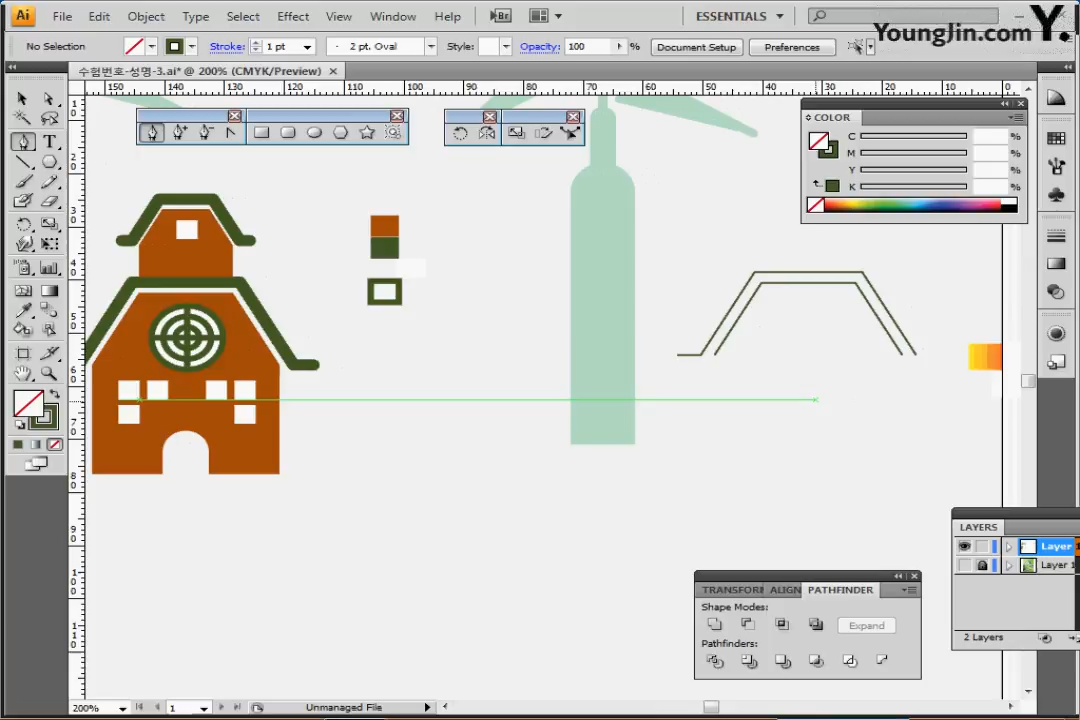 Ai File Edit Object Type Select Effect View Window Help Br ESSENTIALS
YoungJin.com Y.
No Selection Stroke: 1 pt 2 pt. Oval Style: Opacity: 100 % Document Setup Preferences
수험번호-성명-3.ai* @ 200% (CMYK/Preview)
150 140 130 120 110 100 90 80 70 60 50 40 30 20 10 0
COLOR
C %
M %
Y %
K %
LAYERS
Layer
Layer 1
2 Layers
TRANSFORM ALIGN PATHFINDER
Shape Modes:
Expand
Pathfinders:
200% 1 Unmanaged File